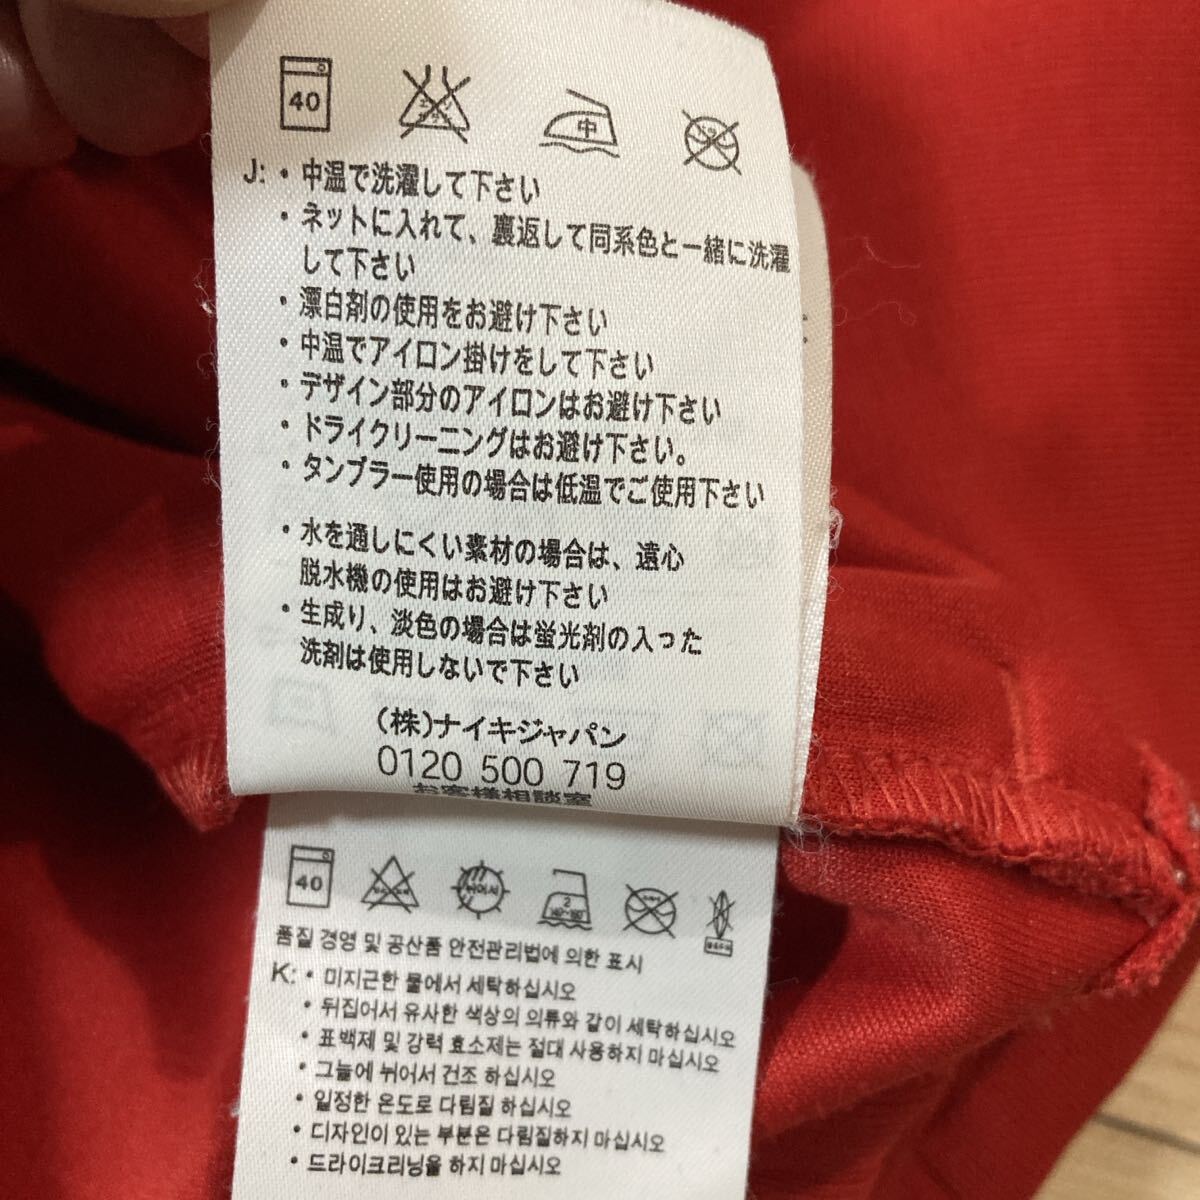 40
中
J: ・中温で洗濯して下さい
・ネットに入れて、裏返して同系色と一緒に洗濯
して下さい
・漂白剤の使用をお避け下さい
・中温でアイロン掛けをして下さい
・デザイン部分のアイロンはお避け下さい
・ドライクリーニングはお避け下さい。
・タンブラー使用の場合は低温でご使用下さい
・水を通しにくい素材の場合は、遠心
脱水機の使用はお避け下さい
・生成り、淡色の場合は蛍光剤の入った
洗剤は使用しないで下さい
(株)ナイキジャパン
0120 500 719
お客様相談室
40
뉘어서
2
품질 경영 및 공산품 안전관리법에 의한 표시
K: • 미지근한 물에서 세탁하십시오
• 뒤집어서 유사한 색상의 의류와 같이 세탁하십시오
• 표백제 및 강력 효소제는 절대 사용하지 마십시오
• 그늘에 뉘어서 건조 하십시오
• 일정한 온도로 다림질 하십시오
• 디자인이 있는 부분은 다림질하지 마십시오
• 드라이크리닝을 하지 마십시오